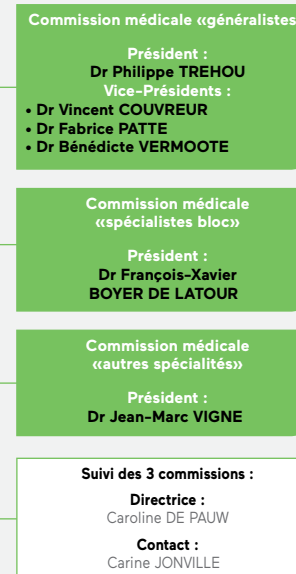 Commission médicale «généralistes
Président :
Dr Philippe TREHOU
Vice-Présidents :
• Dr Vincent COUVREUR
• Dr Fabrice PATTE
• Dr Bénédicte VERMOOTE
Commission médicale
«spécialistes bloc»
Président :
Dr François-Xavier
BOYER DE LATOUR
Commission médicale
«autres spécialités»
Président :
Dr Jean-Marc VIGNE
Suivi des 3 commissions :
Directrice :
Caroline DE PAUW
Contact :
Carine JONVILLE